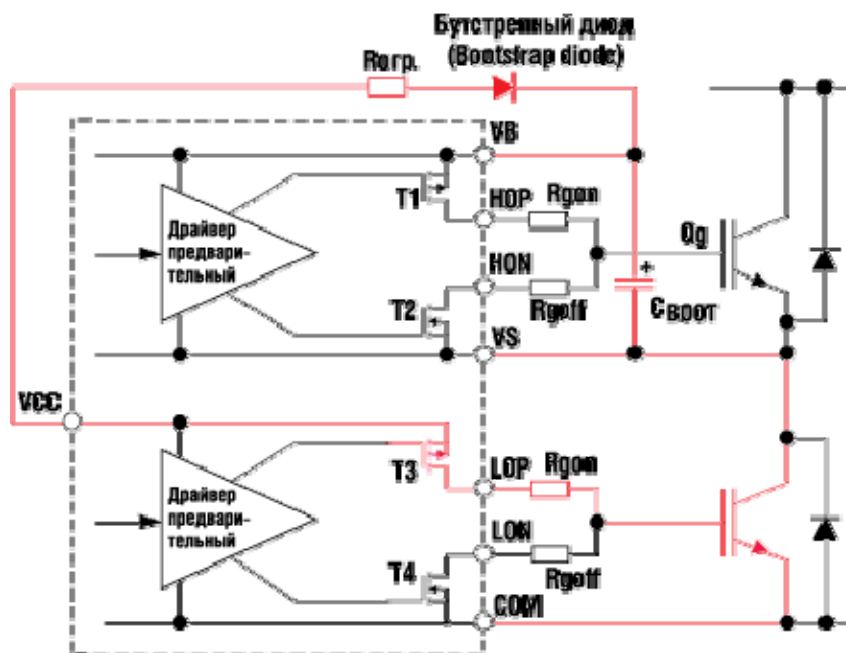 Бутстрепный диод
(Bootstrap diode)
Rогр.
VB
T1
HOP
Rgon
Qg
Драйвер
предвари-
тельный
HON
+
T2
Rgoff
CBOOT
VS
VCC
T3
LOP
Rgon
Драйвер
предвари-
тельный
LON
T4
Rgoff
COM